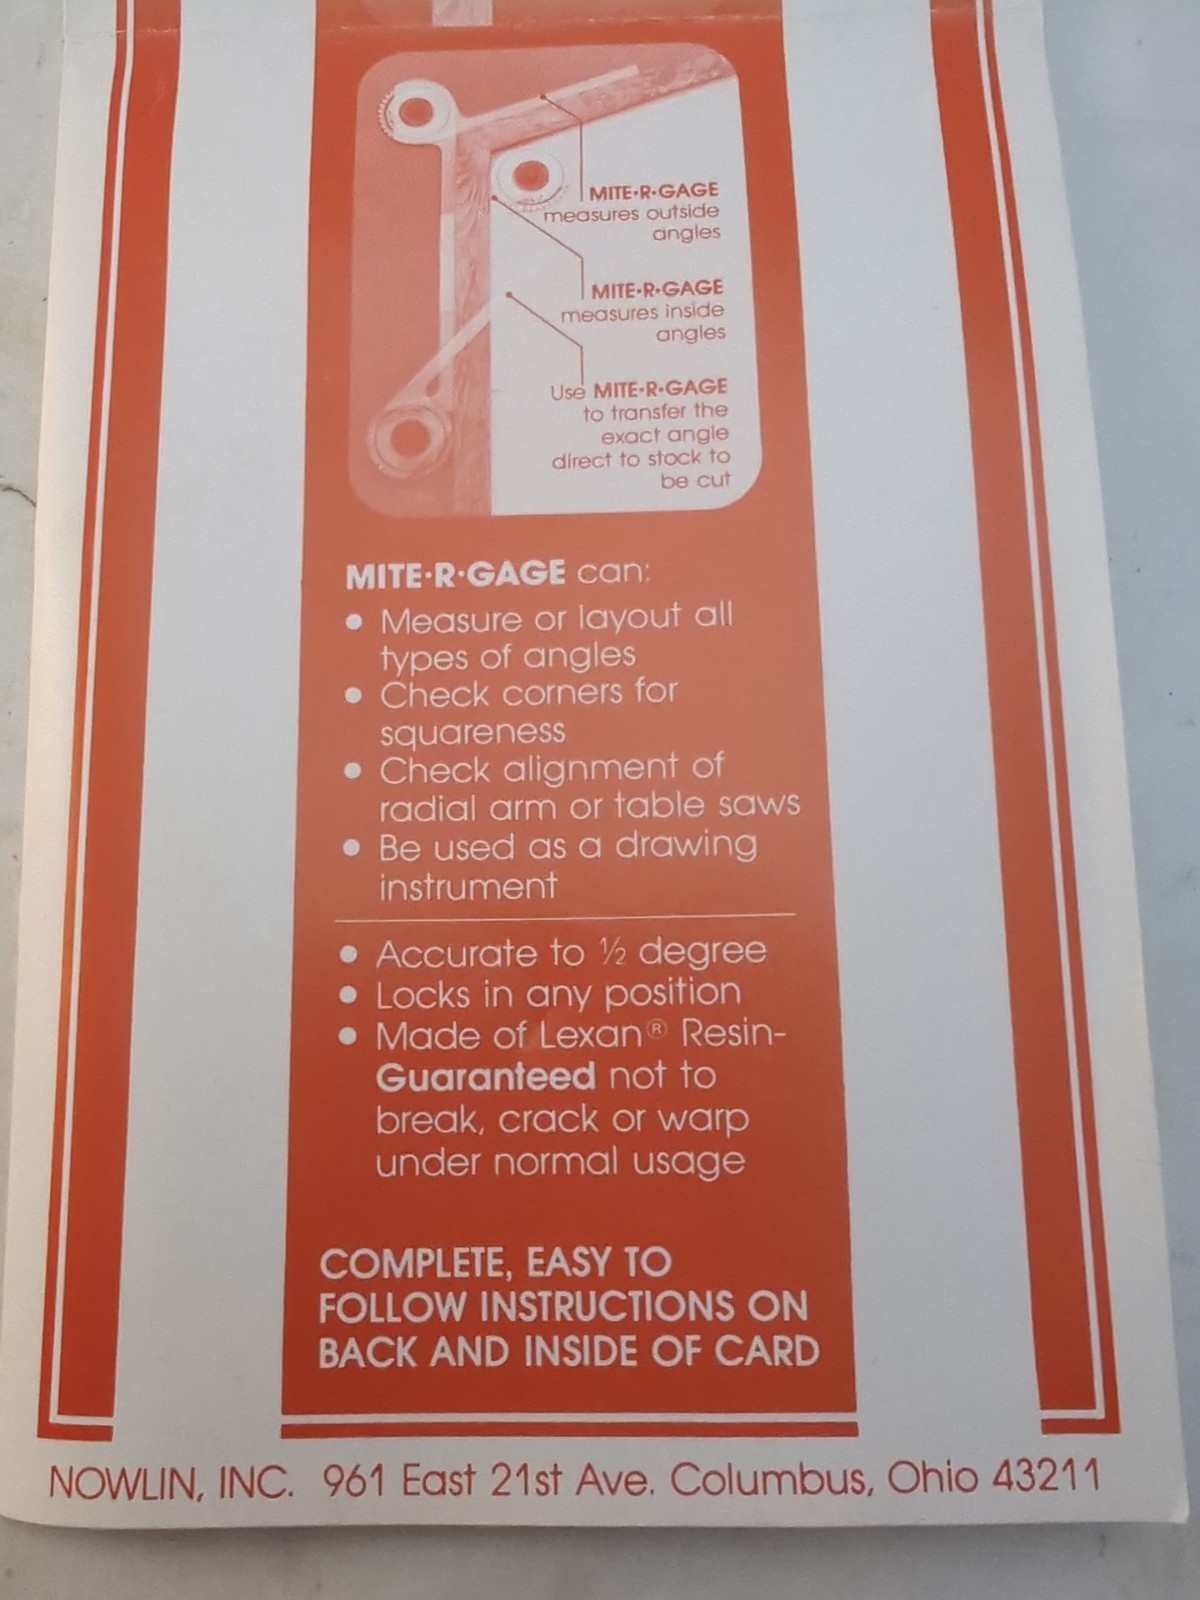 MITE•R•GAGE
measures outside
angles
MITE•R•GAGE
measures inside
angles
Use MITE•R•GAGE
to transfer the
exact angle
direct to stock to
be cut
MITE•R•GAGE can:
• Measure or layout all
types of angles
• Check corners for
squareness
• Check alignment of
radial arm or table saws
• Be used as a drawing
instrument
• Accurate to ½ degree
• Locks in any position
• Made of Lexan® Resin-
Guaranteed not to
break, crack or warp
under normal usage
COMPLETE, EASY TO
FOLLOW INSTRUCTIONS ON
BACK AND INSIDE OF CARD
NOWLIN, INC. 961 East 21st Ave. Columbus, Ohio 43211